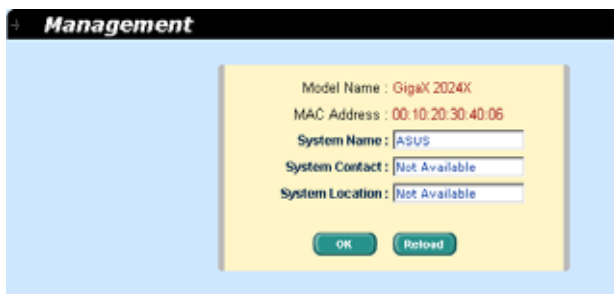 Management
Model Name : GigaX 2024X
MAC Address : 00:10:20:30:40:06
System Name : ASUS
System Contact : Not Available
System Location : Not Available
OK Reload